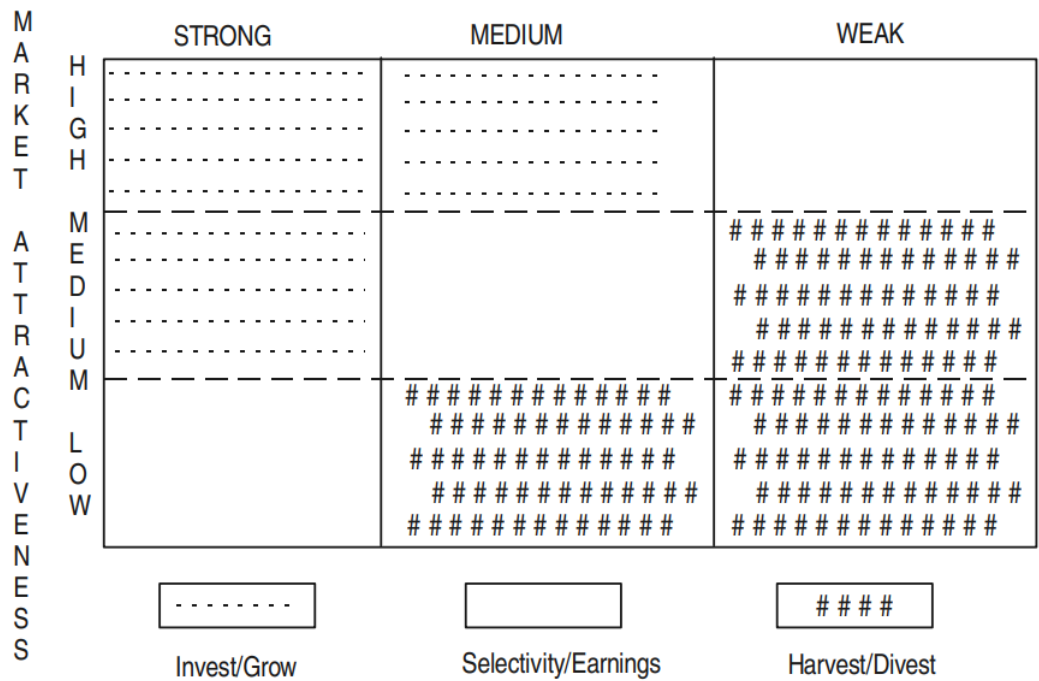 MARKET ATTRACTIVENESS
STRONG MEDIUM WEAK
HIGH
MEDIUM
LOW
# # # # # # # # # # # # #
# # # # # # # # # # # # #
# # # # # # # # # # # # #
# # # # # # # # # # # # #
# # # # # # # # # # # # #
# # # # # # # # # # # # # # # # # # # # # # # # # #
# # # # # # # # # # # # # # # # # # # # # # # # # #
# # # # # # # # # # # # # # # # # # # # # # # # # #
# # # # # # # # # # # # # # # # # # # # # # # # # #
# # # # # # # # # # # # # # # # # # # # # # # # # #
# # # #
Invest/Grow Selectivity/Earnings Harvest/Divest